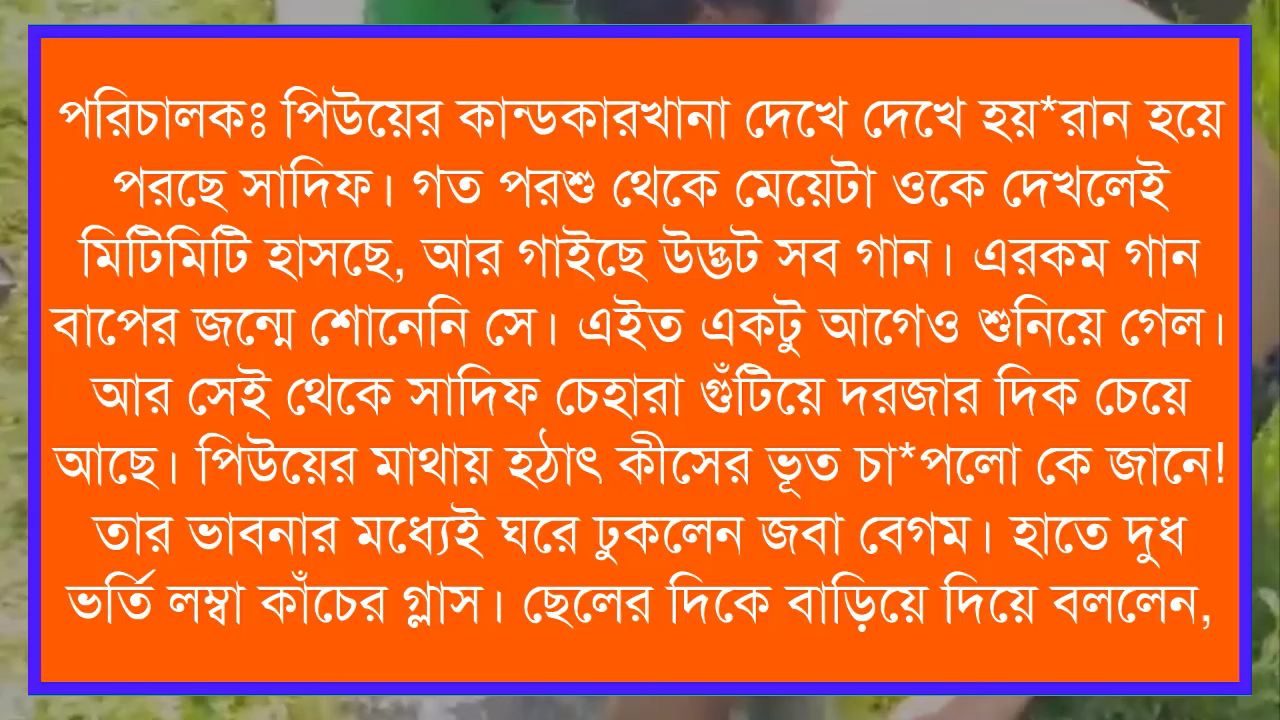 পরিচালকঃ পিউয়ের কান্ডকারখানা দেখে দেখে হয়*রান হয়ে
পরছে সাদিফ। গত পরশু থেকে মেয়েটা ওকে দেখলেই
মিটিমিটি হাসছে, আর গাইছে উদ্ভট সব গান। এরকম গান
বাপের জন্মে শোনেনি সে। এইত একটু আগেও শুনিয়ে গেল।
আর সেই থেকে সাদিফ চেহারা গুঁটিয়ে দরজার দিক চেয়ে
আছে। পিউয়ের মাথায় হঠাৎ কীসের ভূত চা*পলো কে জানে!
তার ভাবনার মধ্যেই ঘরে ঢুকলেন জবা বেগম। হাতে দুধ
ভর্তি লম্বা কাঁচের গ্লাস। ছেলের দিকে বাড়িয়ে দিয়ে বললেন,